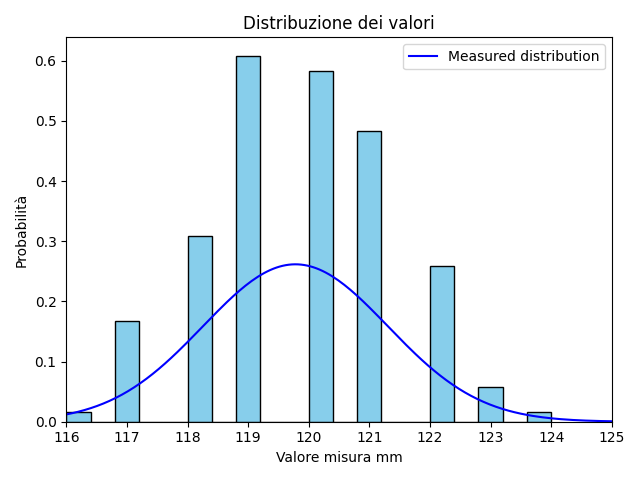 Distribuzione dei valori
Measured distribution
0.6
0.5
0.4
0.3
0.2
0.1
0.0
Probabilità
116 117 118 119 120 121 122 123 124 125
Valore misura mm